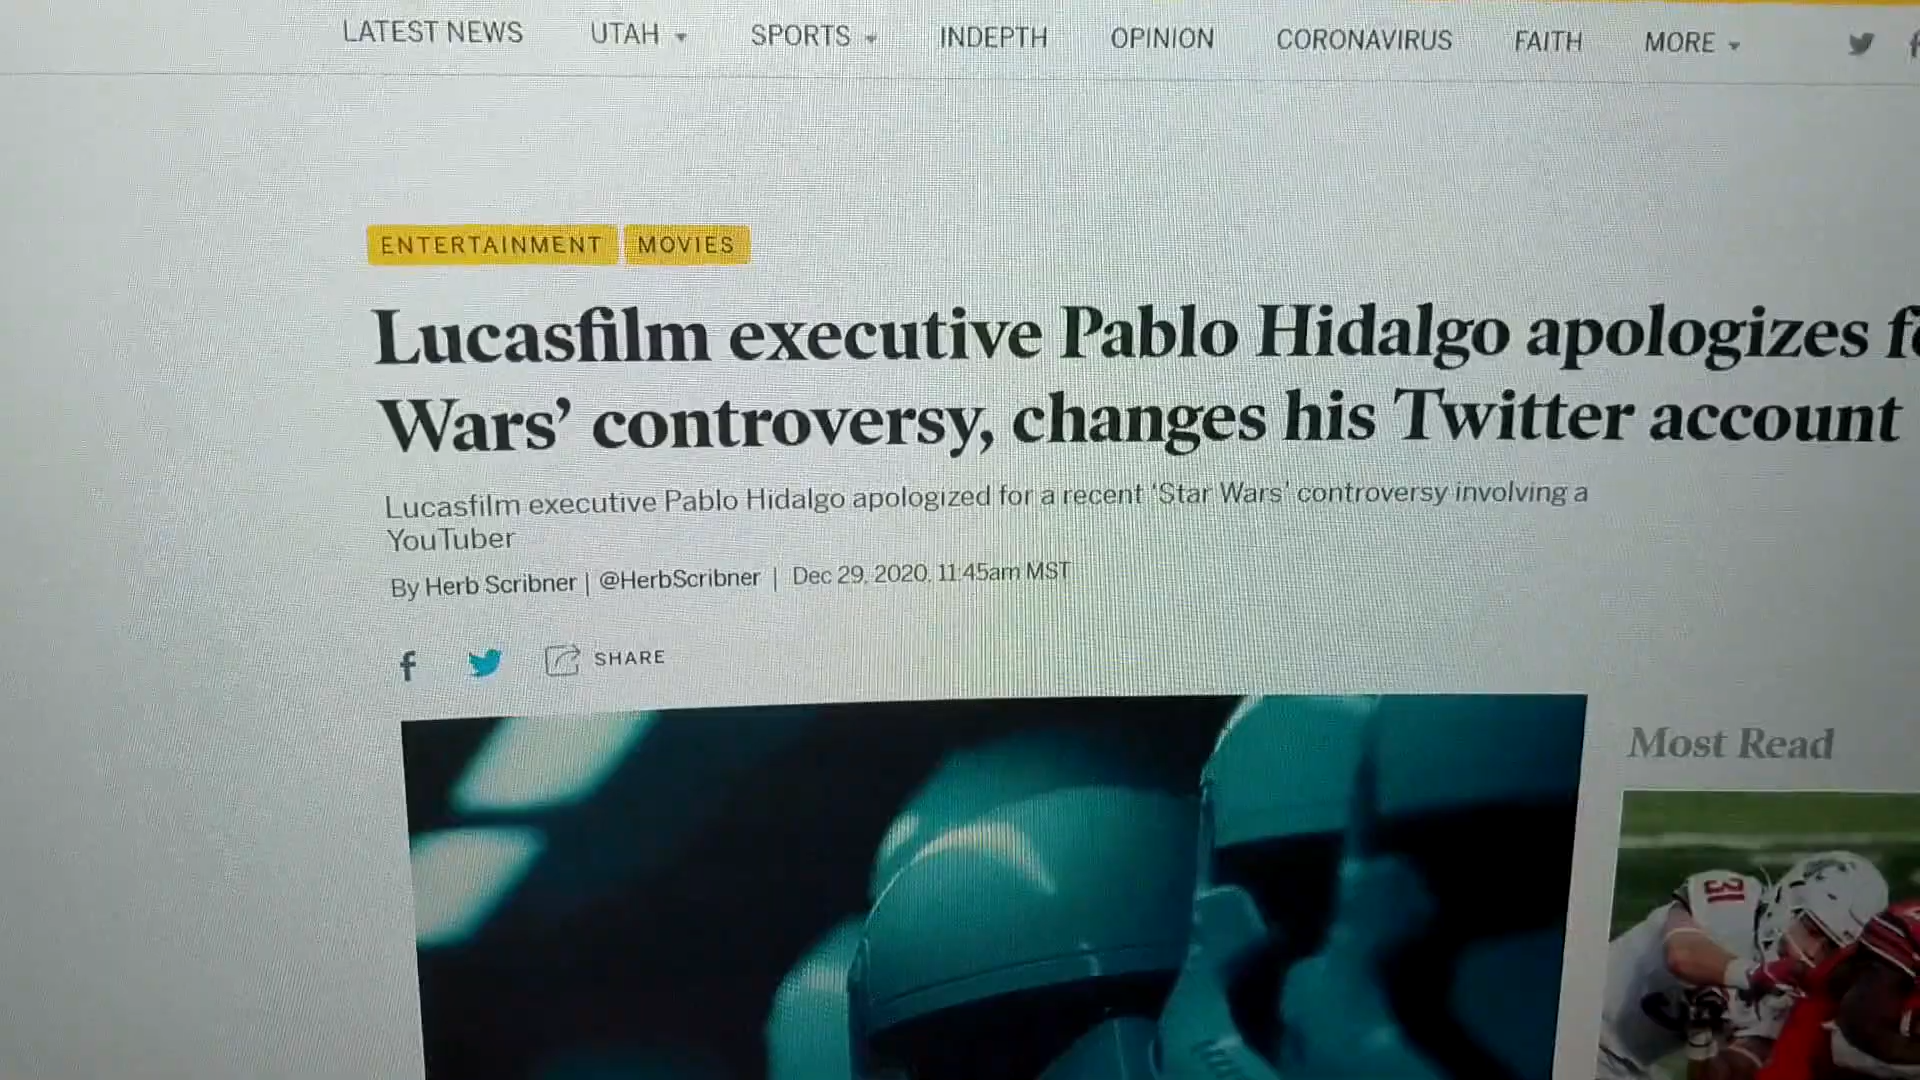 LATEST NEWS UTAH SPORTS INDEPTH OPINION CORONAVIRUS FAITH MORE
ENTERTAINMENT MOVIES
Lucasfilm executive Pablo Hidalgo apologizes
Wars’ controversy, changes his Twitter account
Lucasfilm executive Pablo Hidalgo apologized for a recent ‘Star Wars’ controversy involving a
YouTuber
By Herb Scribner | @HerbScribner | Dec 29, 2020, 11:45am MST
f SHARE
Most Read
31